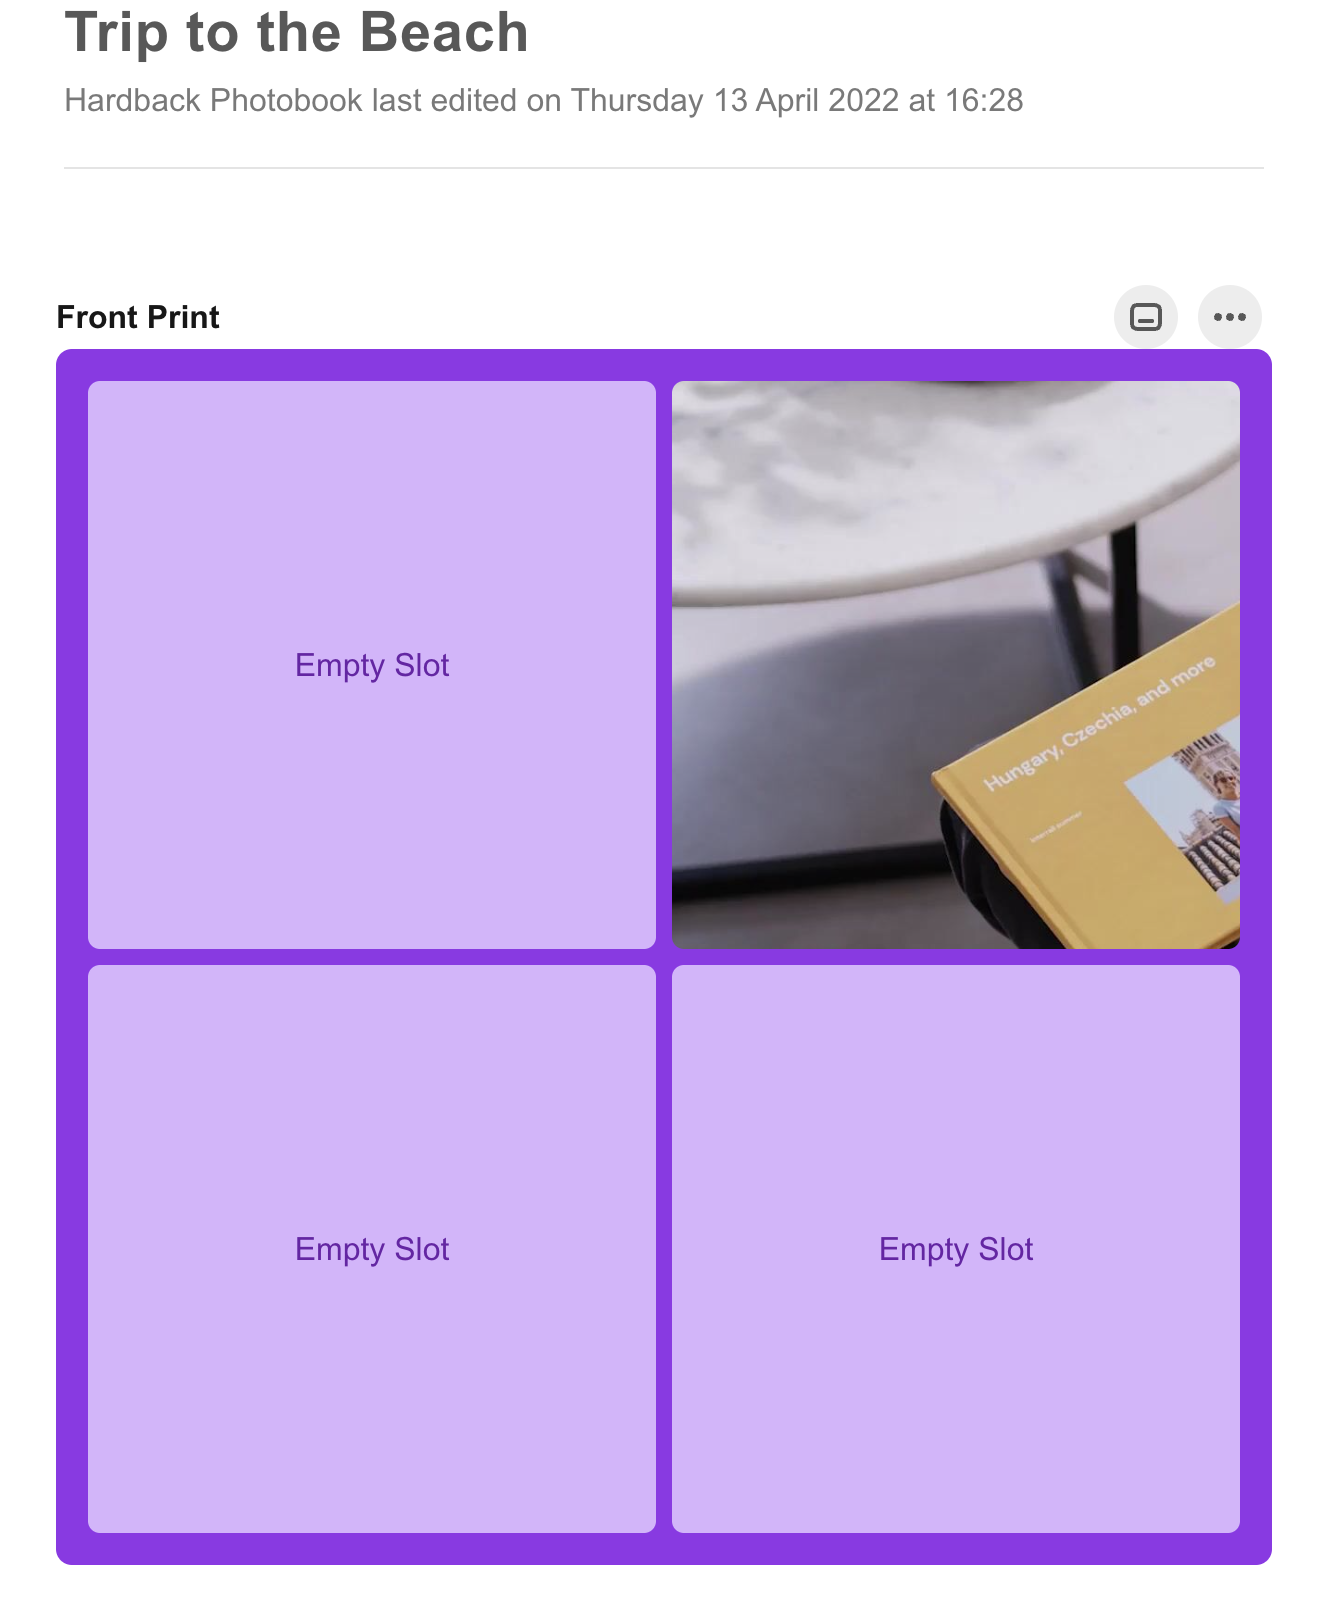 Trip to the Beach
Hardback Photobook last edited on Thursday 13 April 2022 at 16:28
Front Print
Empty Slot
Hungary, Czechia, and more
Empty Slot
Empty Slot